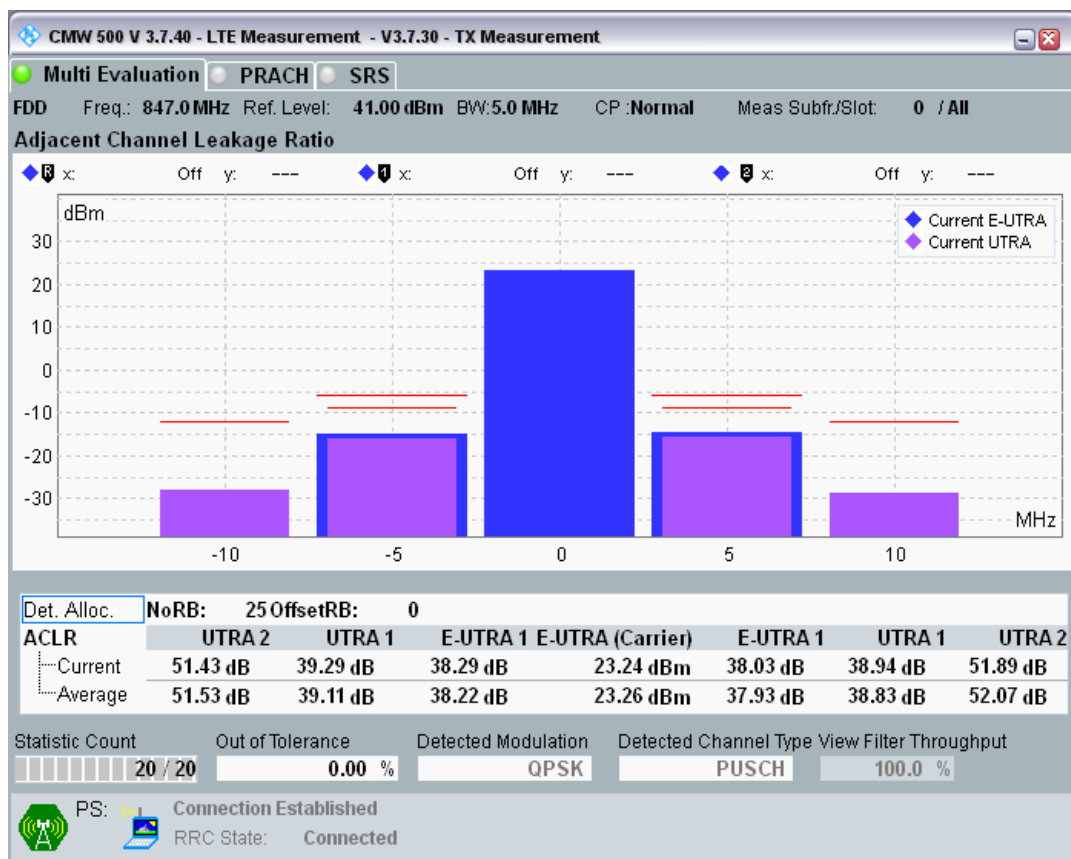 CMW 500 V 3.7.40 - LTE Measurement - V3.7.30 - TX Measurement
Multi Evaluation PRACH SRS
FDD Freq.: 847.0 MHz Ref. Level: 41.00 dBm BW:5.0 MHz CP :Normal Meas Subfr./Slot: 0 / All
Adjacent Channel Leakage Ratio
R x: Off y: --- 1 x: Off y: --- 2 x: Off y: ---
dBm
Current E-UTRA
Current UTRA
30
20
10
0
-10
-20
-30
MHz
-10 -5 0 5 10
Det. Alloc. NoRB: 25 OffsetRB: 0
ACLR UTRA 2 UTRA 1 E-UTRA 1 E-UTRA (Carrier) E-UTRA 1 UTRA 1 UTRA 2
Current 51.43 dB 39.29 dB 38.29 dB 23.24 dBm 38.03 dB 38.94 dB 51.89 dB
Average 51.53 dB 39.11 dB 38.22 dB 23.26 dBm 37.93 dB 38.83 dB 52.07 dB
Statistic Count Out of Tolerance Detected Modulation Detected Channel Type View Filter Throughput
20 / 20 0.00 % QPSK PUSCH 100.0 %
PS: Connection Established
RRC State: Connected